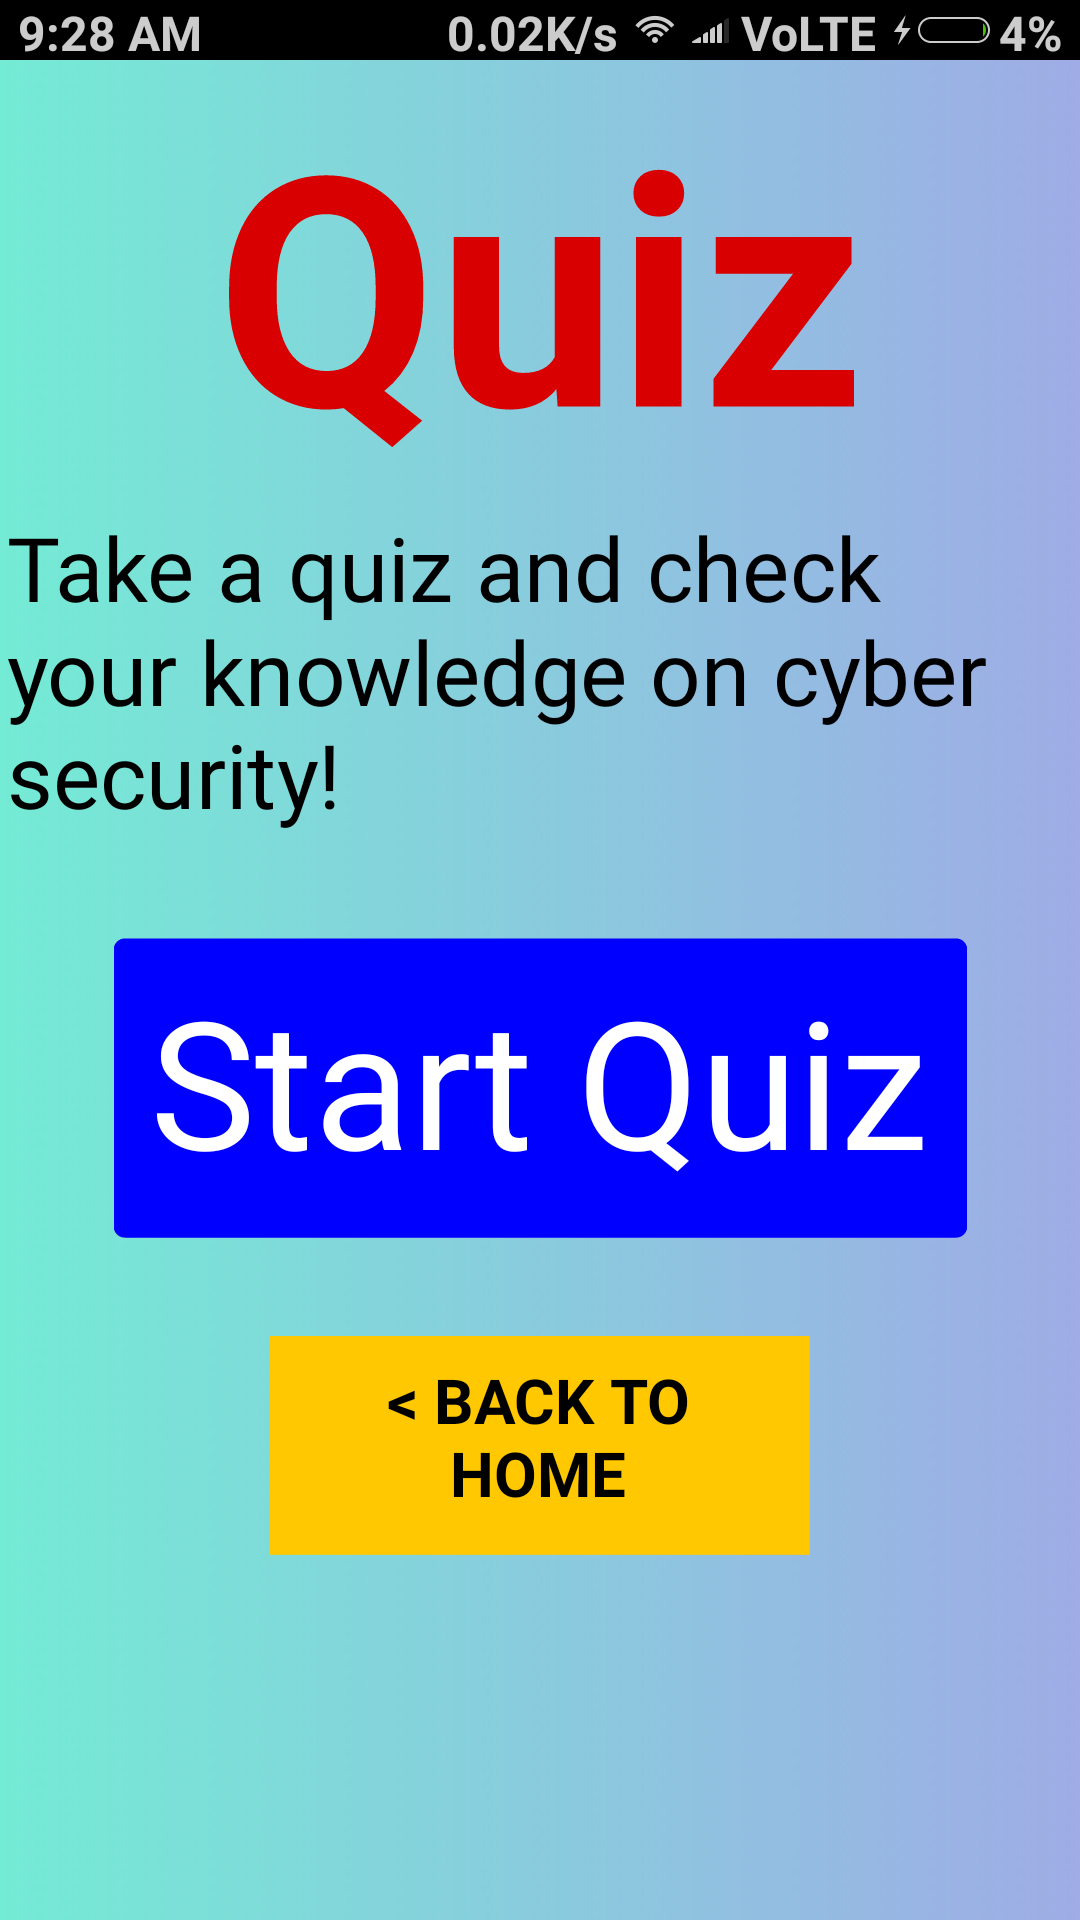 9:28 AM 0.02K/s VoLTE 4%
Quiz
Take a quiz and check
your knowledge on cyber
security!
Start Quiz
< BACK TO
HOME